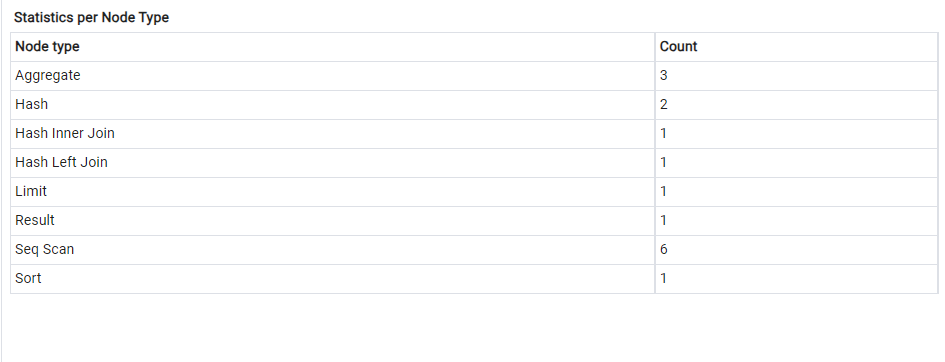 Statistics per Node Type
Node type Count
Aggregate 3
Hash 2
Hash Inner Join 1
Hash Left Join 1
Limit 1
Result 1
Seq Scan 6
Sort 1